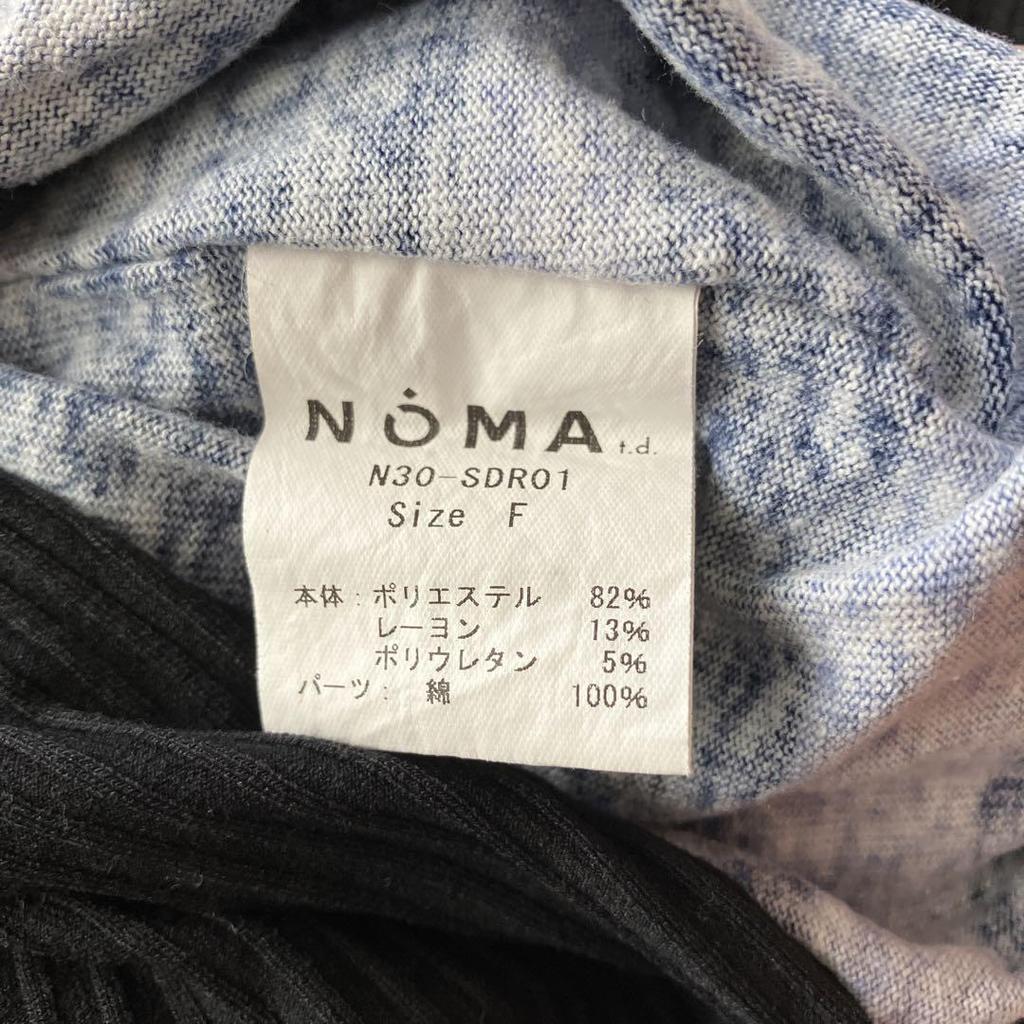 NOMA t.d.
N30-SDR01
Size F
本体：ポリエステル 82%
レーヨン 13%
ポリウレタン 5%
パーツ： 綿 100%